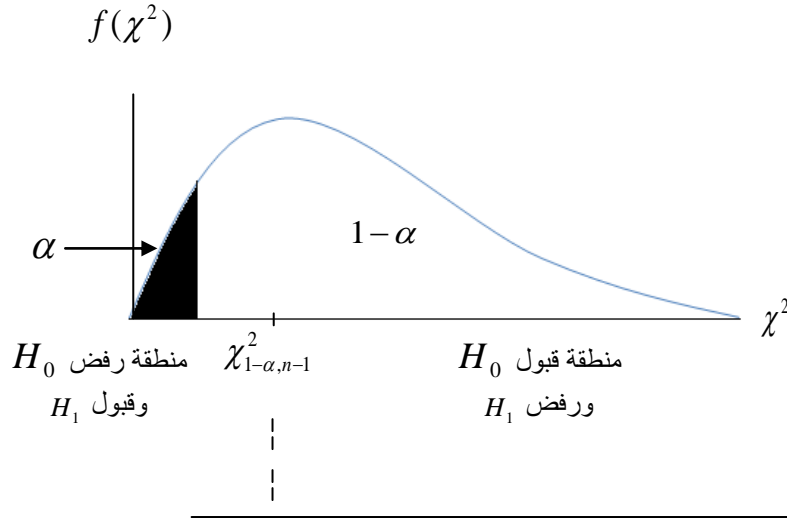 f(χ²)
α
1−α
χ²
منطقة رفض H₀
وقبول H₁
χ²₁₋α,ₙ₋₁
منطقة قبول H₀
ورفض H₁